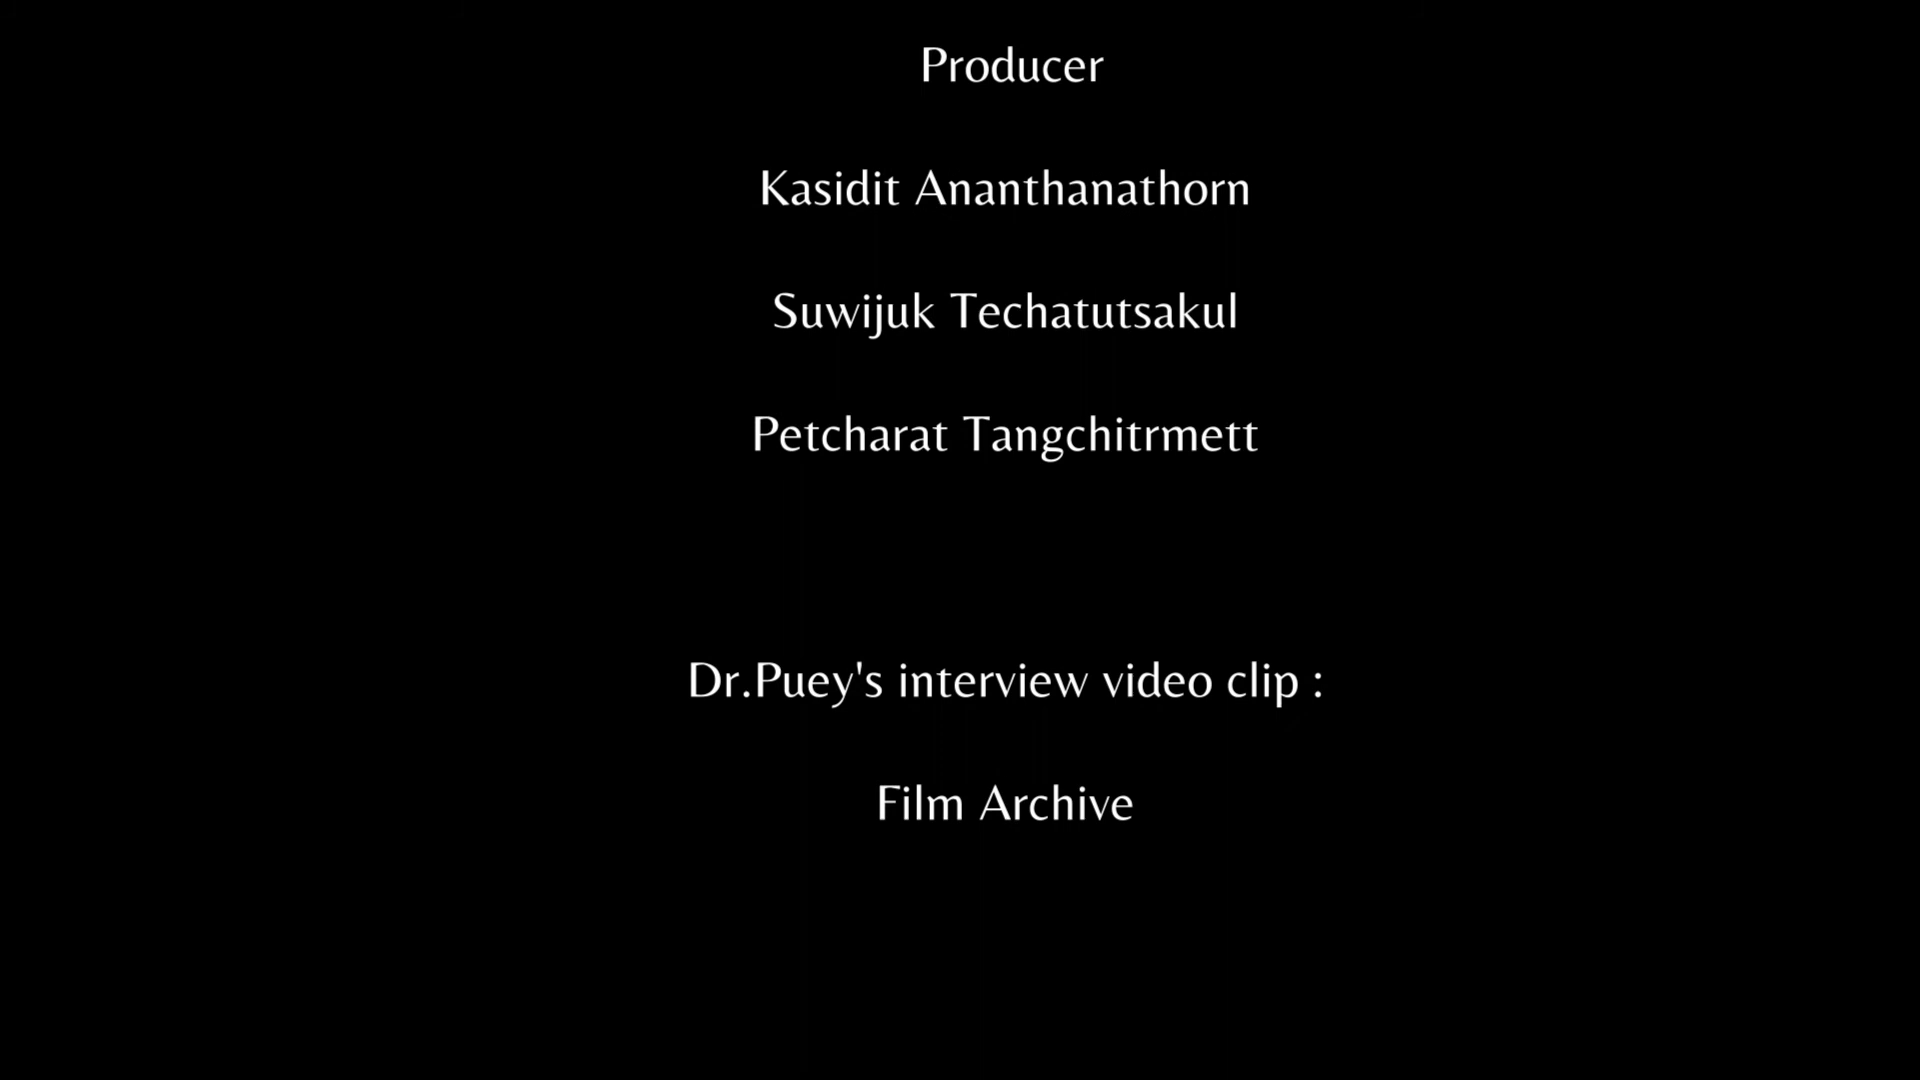 Producer
Kasidit Ananthanathorn
Suwijuk Techatutsakul
Petcharat Tangchitrmett
Dr.Puey's interview video clip :
Film Archive